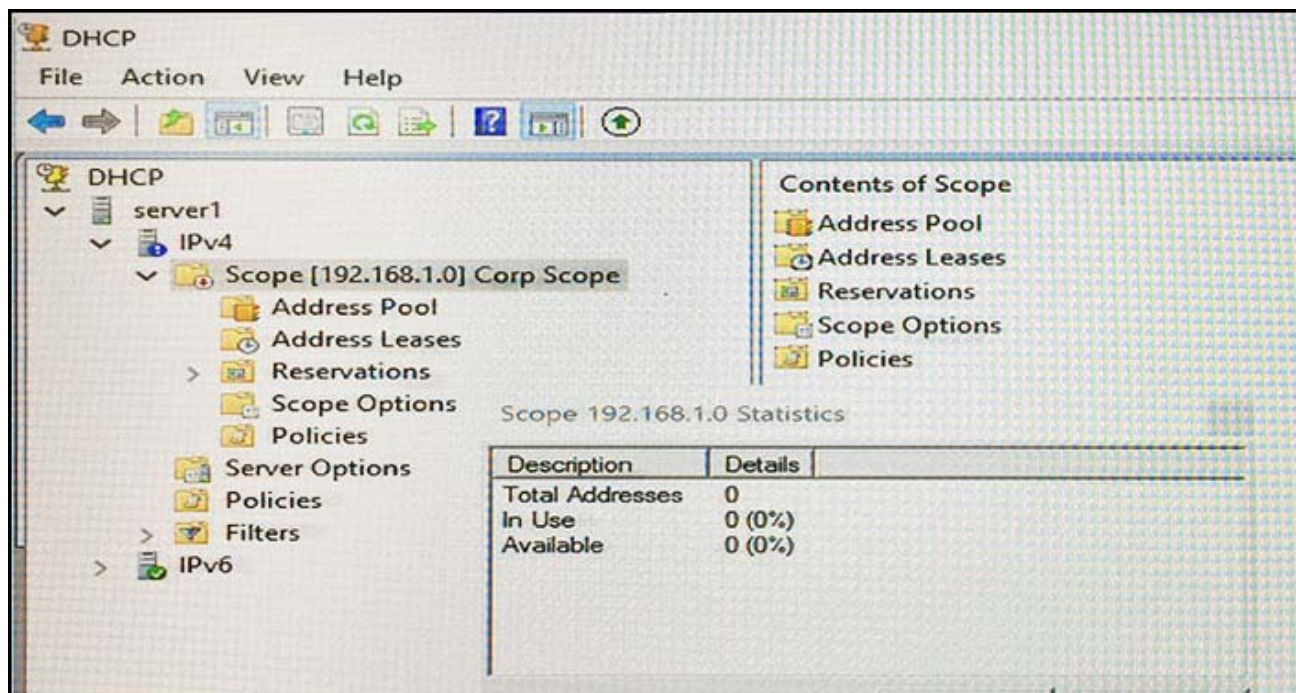 DHCP
File Action View Help
DHCP
server1
IPv4
Scope [192.168.1.0] Corp Scope
Address Pool
Address Leases
Reservations
Scope Options
Policies
Server Options
Policies
Filters
IPv6
Contents of Scope
Address Pool
Address Leases
Reservations
Scope Options
Policies
Scope 192.168.1.0 Statistics
Description Details
Total Addresses 0
In Use 0 (0%)
Available 0 (0%)